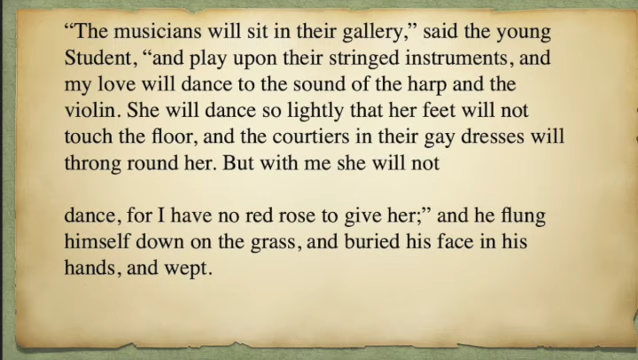 “The musicians will sit in their gallery,” said the young
Student, “and play upon their stringed instruments, and
my love will dance to the sound of the harp and the
violin. She will dance so lightly that her feet will not
touch the floor, and the courtiers in their gay dresses will
throng round her. But with me she will not
dance, for I have no red rose to give her;” and he flung
himself down on the grass, and buried his face in his
hands, and wept.